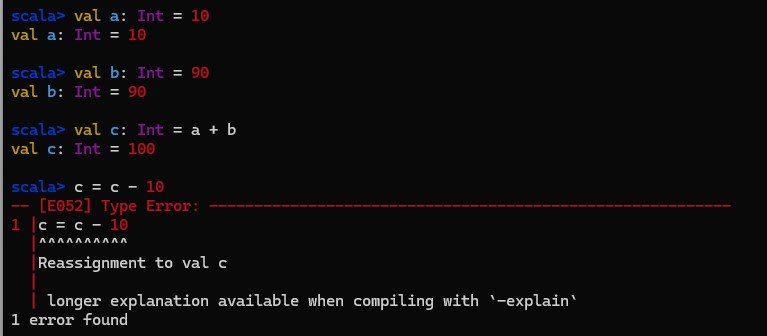 scala> val a: Int = 10
val a: Int = 10
scala> val b: Int = 90
val b: Int = 90
scala> val c: Int = a + b
val c: Int = 100
scala> c = c - 10
-- [E052] Type Error: ----------------------------------------------------------
1 |c = c - 10
  |^^^^^^^^^^
  |Reassignment to val c
  |
  | longer explanation available when compiling with `-explain`
1 error found